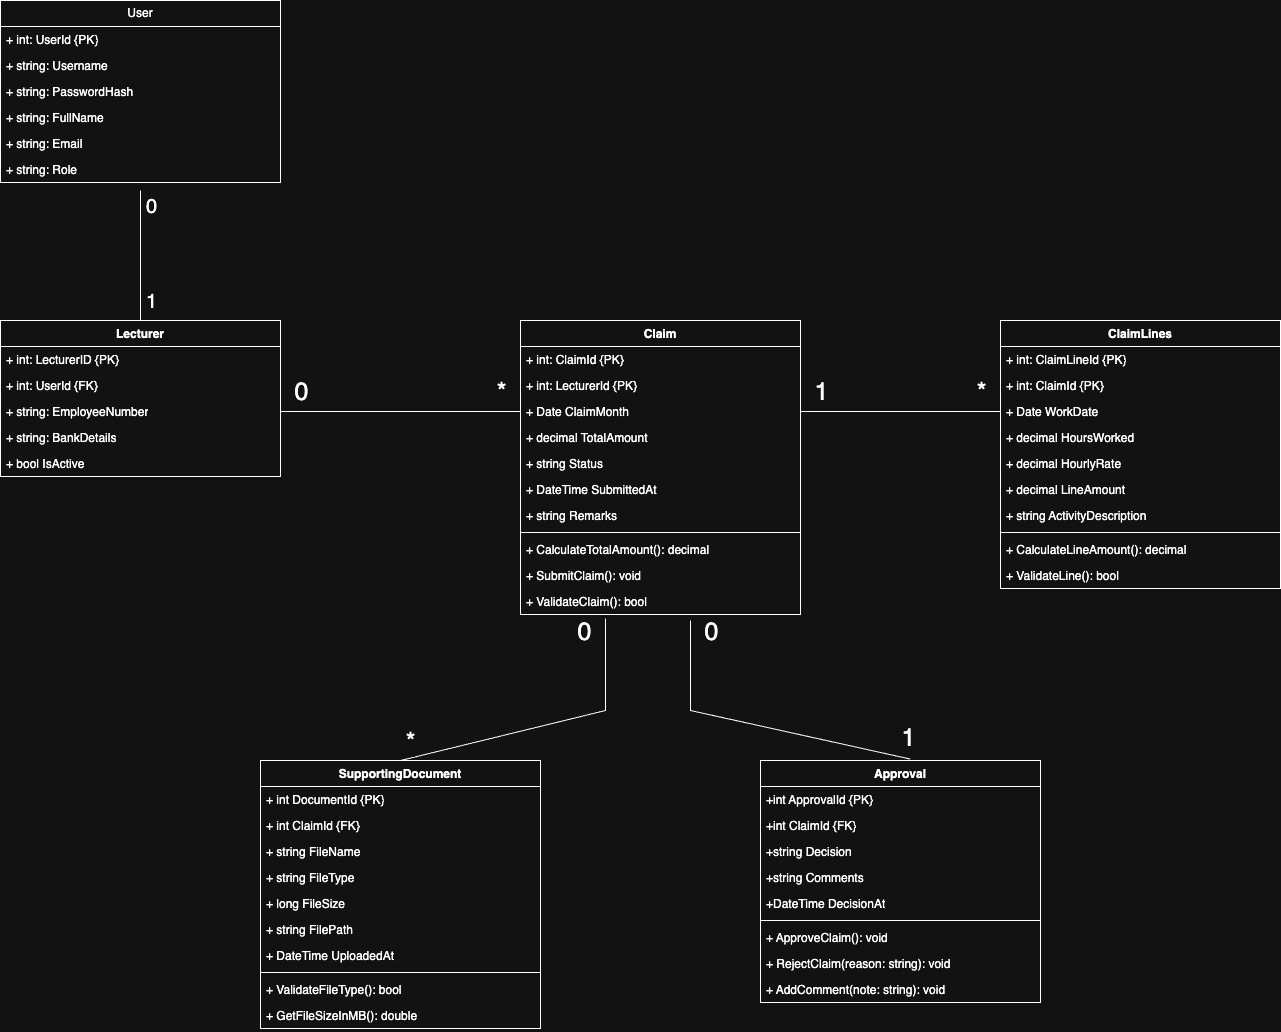 User
+ int: UserId {PK}
+ string: Username
+ string: PasswordHash
+ string: FullName
+ string: Email
+ string: Role
0
1
Lecturer
+ int: LecturerID {PK}
+ int: UserId {FK}
+ string: EmployeeNumber
+ string: BankDetails
+ bool IsActive
0
*
Claim
+ int: ClaimId {PK}
+ int: LecturerId {PK}
+ Date ClaimMonth
+ decimal TotalAmount
+ string Status
+ DateTime SubmittedAt
+ string Remarks
+ CalculateTotalAmount(): decimal
+ SubmitClaim(): void
+ ValidateClaim(): bool
1
*
ClaimLines
+ int: ClaimLineId {PK}
+ int: ClaimId {PK}
+ Date WorkDate
+ decimal HoursWorked
+ decimal HourlyRate
+ decimal LineAmount
+ string ActivityDescription
+ CalculateLineAmount(): decimal
+ ValidateLine(): bool
0
0
*
1
SupportingDocument
+ int DocumentId {PK}
+ int ClaimId {FK}
+ string FileName
+ string FileType
+ long FileSize
+ string FilePath
+ DateTime UploadedAt
+ ValidateFileType(): bool
+ GetFileSizeInMB(): double
Approval
+int ApprovalId {PK}
+int ClaimId {FK}
+string Decision
+string Comments
+DateTime DecisionAt
+ ApproveClaim(): void
+ RejectClaim(reason: string): void
+ AddComment(note: string): void